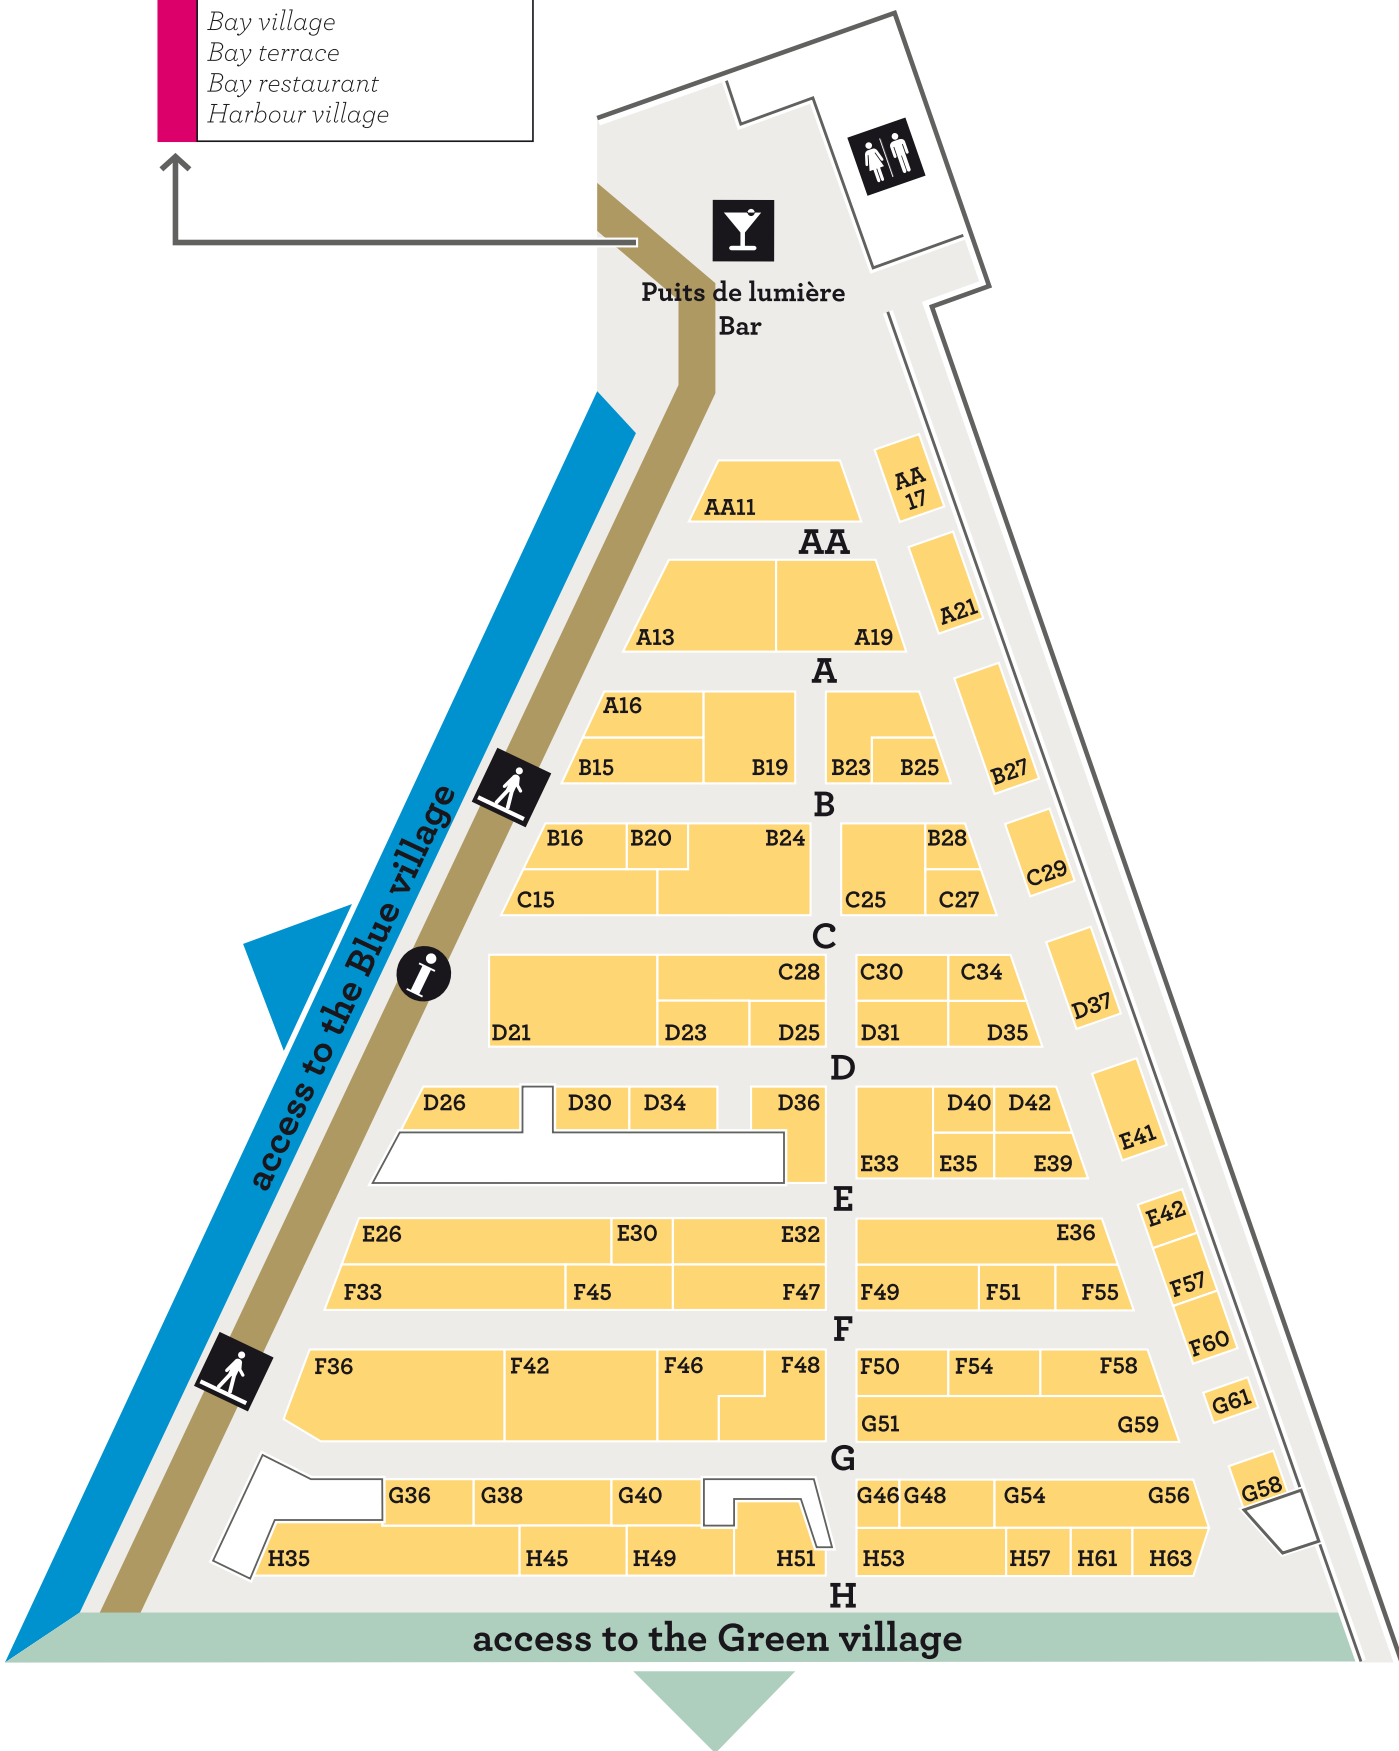 Bay village
Bay terrace
Bay restaurant
Harbour village
Puits de lumière
Bar
AA11
AA
17
AA
A13
A19
A21
A
A16
B15
B19
B23
B25
B27
B
B16
B20
B24
B28
C15
C25
C27
C29
C
C28
C30
C34
D21
D23
D25
D31
D35
D37
D
D26
D30
D34
D36
D40
D42
E33
E35
E39
E41
E
E26
E30
E32
E36
E42
F33
F45
F47
F49
F51
F55
F57
F60
F
F36
F42
F46
F48
F50
F54
F58
G51
G59
G61
G
G36
G38
G40
G46
G48
G54
G56
G58
H35
H45
H49
H51
H53
H57
H61
H63
H
access to the Blue village
access to the Green village